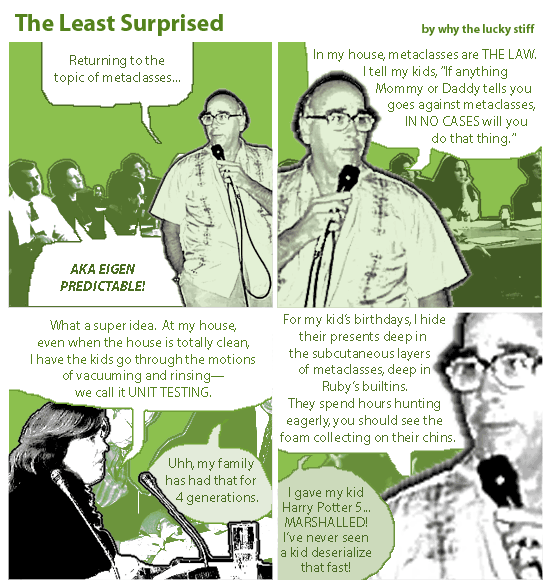 The Least Surprised
by why the lucky stiff
Returning to the
topic of metaclasses...
AKA EIGEN
PREDICTABLE!
In my house, metaclasses are THE LAW.
I tell my kids, “If anything
Mommy or Daddy tells you
goes against metaclasses,
IN NO CASES will you
do that thing.”
What a super idea. At my house,
even when the house is totally clean,
I have the kids go through the motions
of vacuuming and rinsing—
we call it UNIT TESTING.
Uhh, my family
has had that for
4 generations.
For my kid's birthdays, I hide
their presents deep in
the subcutaneous layers
of metaclasses, deep in
Ruby's builtins.
They spend hours hunting
eagerly, you should see the
foam collecting on their chins.
I gave my kid
Harry Potter 5...
MARSHALLED!
I've never seen
a kid deserialize
that fast!